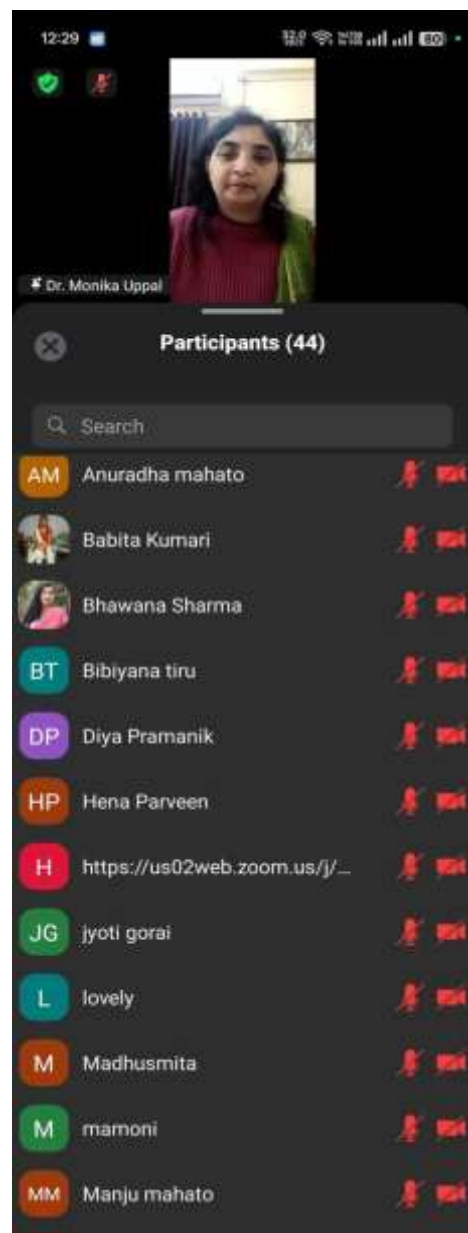 12:29
80
Dr. Monika Uppal
Participants (44)
Search
AM Anuradha mahato
Babita Kumari
Bhawana Sharma
BT Bibiyana tiru
DP Diya Pramanik
HP Hena Parveen
H https://us02web.zoom.us/j/...
JG jyoti gorai
L lovely
M Madhusmita
M mamoni
MM Manju mahato